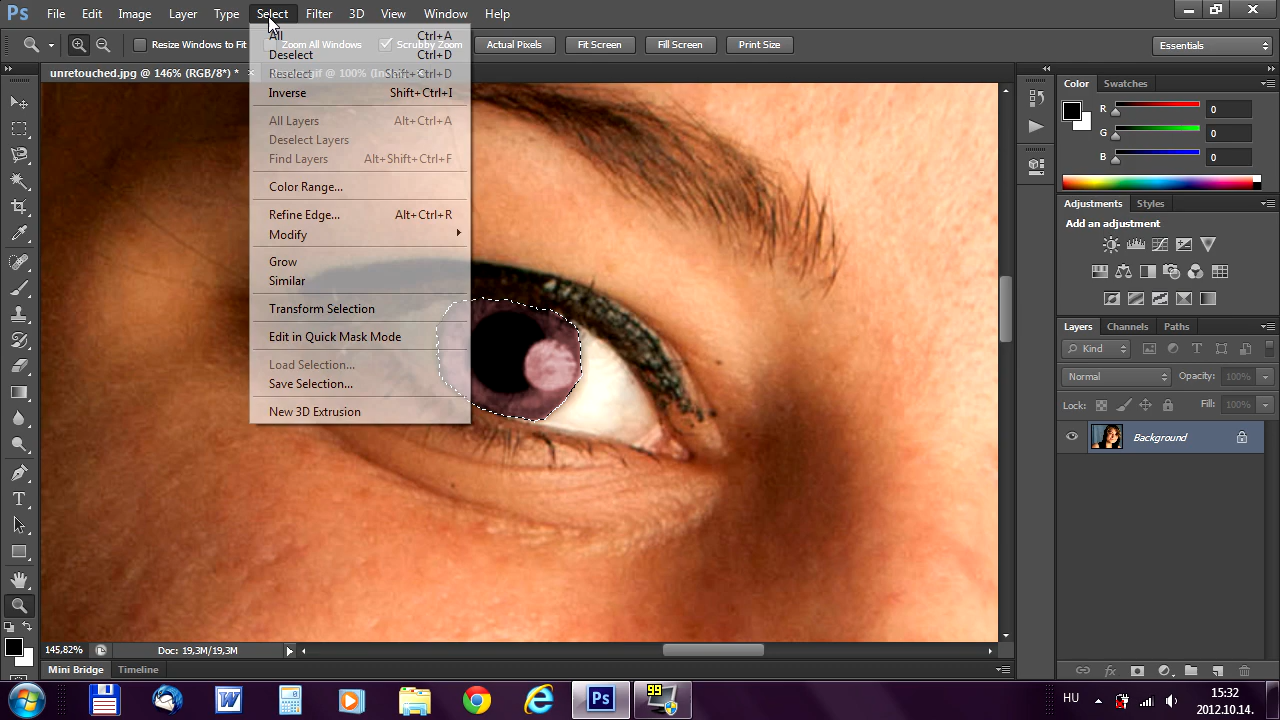 Ps File Edit Image Layer Type Select Filter 3D View Window Help
Resize Windows to Fit Zoom All Windows Scrubby Zoom Actual Pixels Fit Screen Fill Screen Print Size Essentials
unretouched.jpg @ 146% (RGB/8*) * × gif @ 100%
All Ctrl+A
Deselect Ctrl+D
Reselect Shift+Ctrl+D
Inverse Shift+Ctrl+I
All Layers Alt+Ctrl+A
Deselect Layers
Find Layers Alt+Shift+Ctrl+F
Color Range...
Refine Edge... Alt+Ctrl+R
Modify
Grow
Similar
Transform Selection
Edit in Quick Mask Mode
Load Selection...
Save Selection...
New 3D Extrusion
Color Swatches
R 0
G 0
B 0
Adjustments Styles
Add an adjustment
Layers Channels Paths
Kind
Normal Opacity: 100%
Lock: Fill: 100%
Background
145,82% Doc: 19,3M/19,3M
Mini Bridge Timeline
W Ps 99 HU 15:32
2012.10.14.